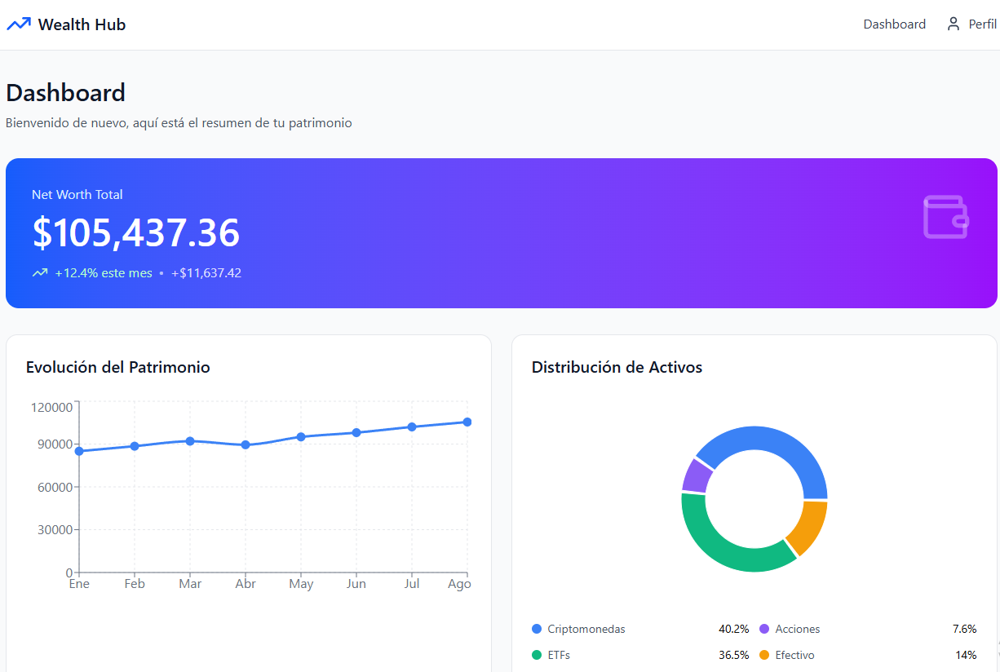 Wealth Hub
Dashboard
Perfil
Dashboard
Bienvenido de nuevo, aquí está el resumen de tu patrimonio
Net Worth Total
$105,437.36
+12.4% este mes • +$11,637.42
Evolución del Patrimonio
120000
90000
60000
30000
0
Ene Feb Mar Abr May Jun Jul Ago
Distribución de Activos
Criptomonedas 40.2%
Acciones 7.6%
ETFs 36.5%
Efectivo 14%